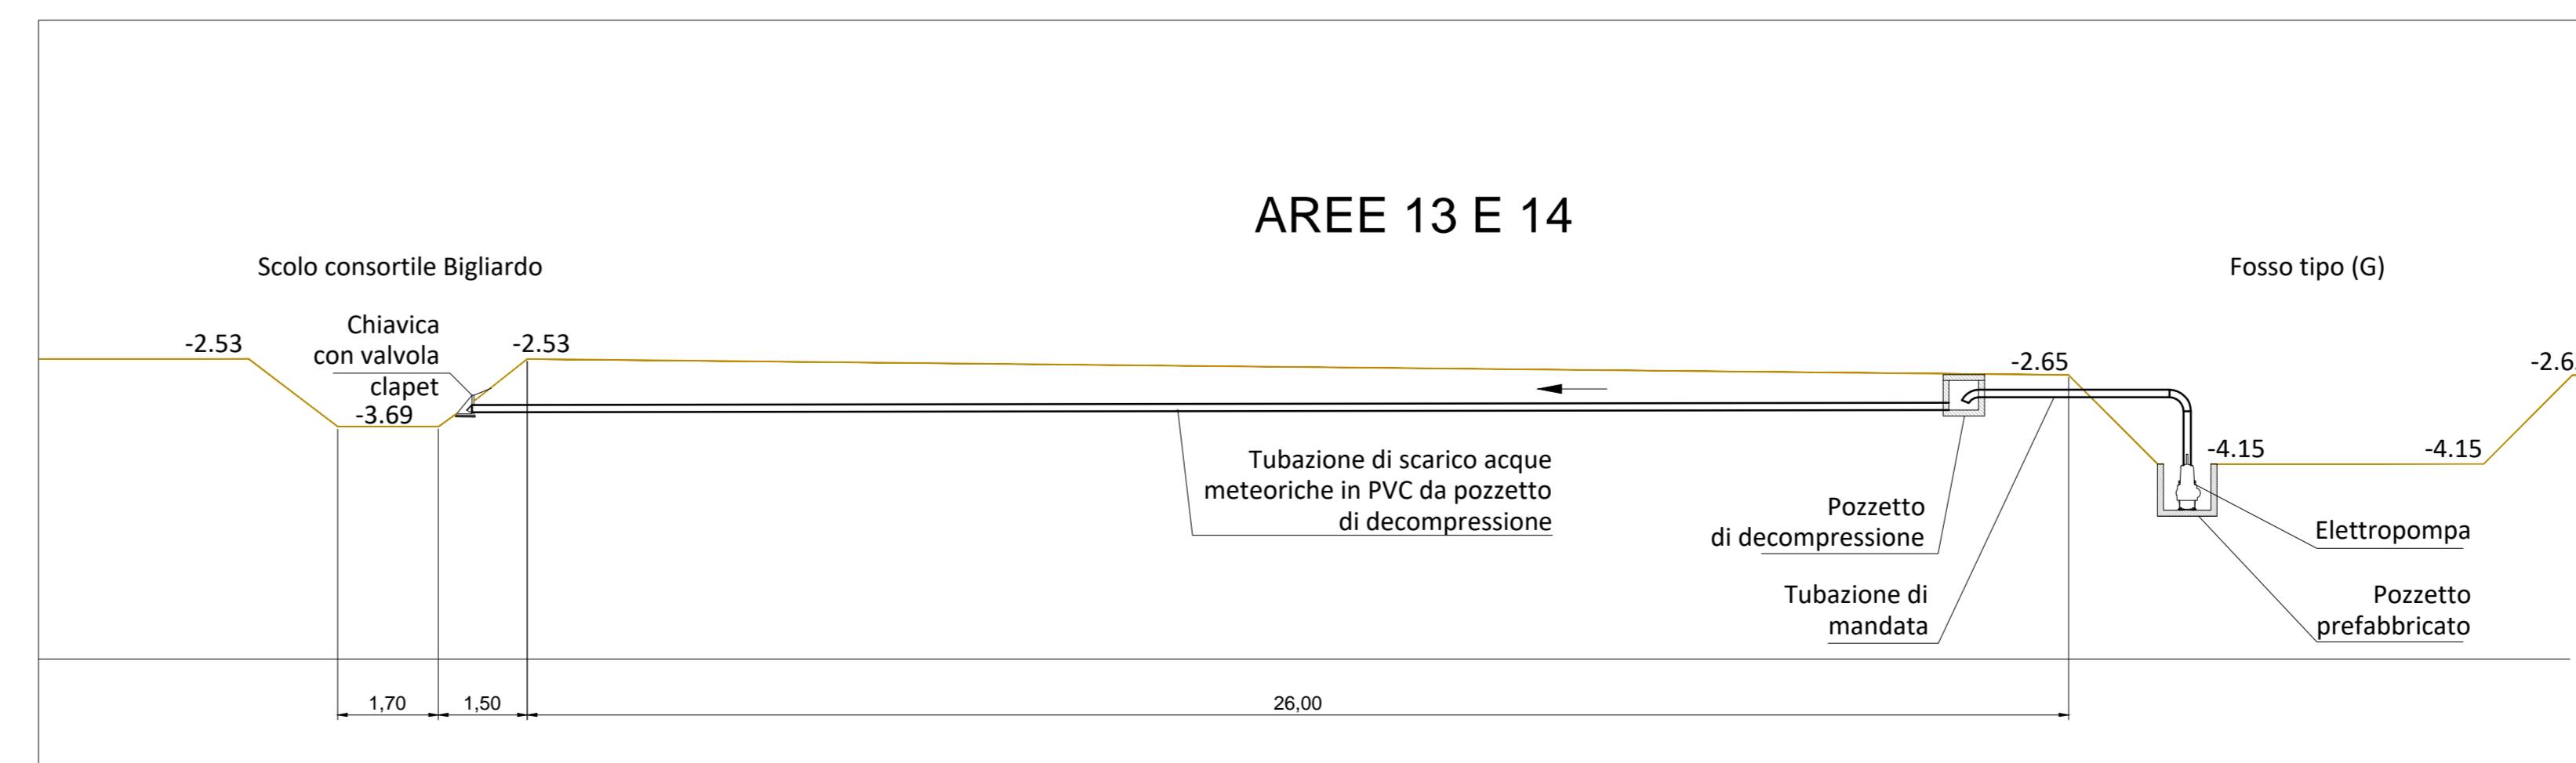 AREE 13 E 14
Scolo consortile Bigliardo
Fosso tipo (G)
Chiavica
con valvola
clapet
-2.53
-2.53
-3.69
-2.65
-2.6
-4.15
-4.15
Tubazione di scarico acque
meteoriche in PVC da pozzetto
di decompressione
Pozzetto
di decompressione
Tubazione di
mandata
Elettropompa
Pozzetto
prefabbricato
1,70
1,50
26,00